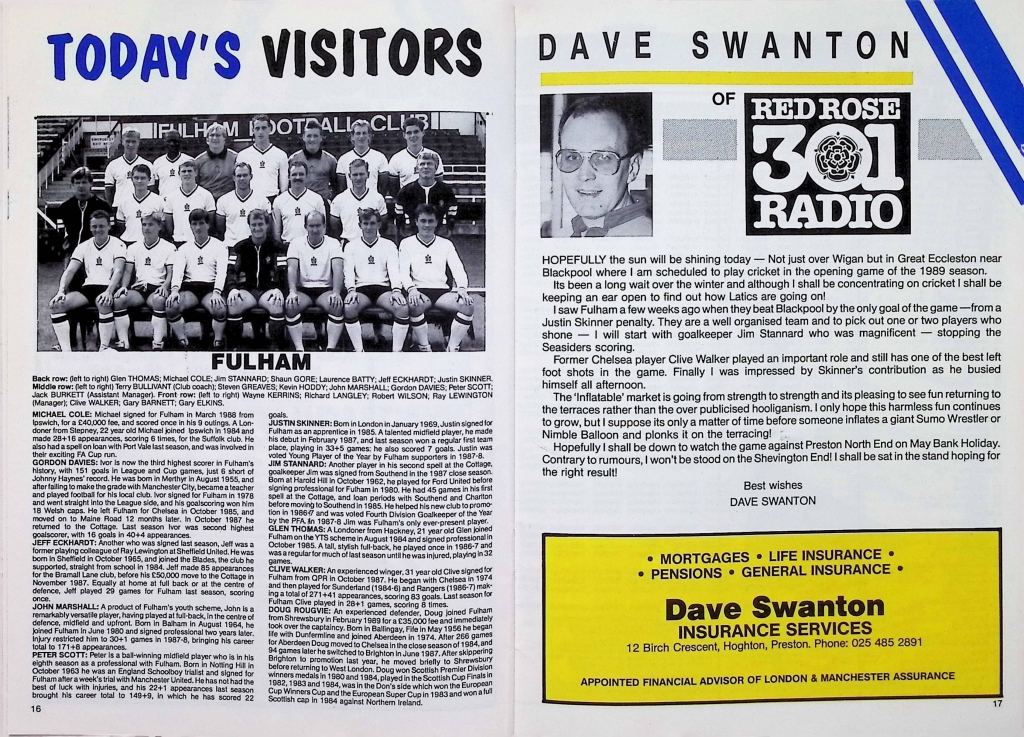 TODAY'S VISITORS
FULHAM FOOTBALL CLUB
FULHAM
Back row: (left to right) Glen THOMAS; Michael COLE; Jim STANNARD; Shaun GORE; Laurence BATTY; Jeff ECKHARDT; Justin SKINNER.
Middle row: (left to right) Terry BULLIVANT (Club coach); Steven GREAVES; Kevin HODDY; John MARSHALL; Gordon DAVIES; Peter SCOTT;
Jack BURKETT (Assistant Manager). Front row: (left to right) Wayne KERRINS; Richard LANGLEY; Robert WILSON; Ray LEWINGTON
(Manager); Clive WALKER; Gary BARNETT; Gary ELKINS.
MICHAEL COLE: Michael signed for Fulham in March 1988 from
Ipswich, for a £40,000 fee, and scored once in his 9 outings. A Lon-
doner from Stepney, 22 year old Michael joined Ipswich in 1984 and
made 28+16 appearances, scoring 6 times, for the Suffolk club. He
also had a spell on loan with Port Vale last season, and was involved in
their exciting FA Cup run.
GORDON DAVIES: Ivor is now the third highest scorer in Fulham's
history, with 151 goals in League and Cup games, just 6 short of
Johnny Haynes' record. He was born in Merthyr in August 1955, and
after failing to make the grade with Manchester City, became a teacher
and played football for his local club. Ivor signed for Fulham in 1978
and went straight into the League side, and his goalscoring won him
18 Welsh caps. He left Fulham for Chelsea in October 1985, and
moved on to Maine Road 12 months later. In October 1987 he
returned to the Cottage. Last season Ivor was second highest
goalscorer, with 16 goals in 40+4 appearances.
JEFF ECKHARDT: Another who was signed last season, Jeff was a
former playing colleague of Ray Lewington at Sheffield United. He was
born in Sheffield in October 1965, and joined the Blades, the club he
supported, straight from school in 1984. Jeff made 85 appearances
for the Bramall Lane club, before his £50,000 move to the Cottage in
November 1987. Equally at home at full back or at the centre of
defence, Jeff played 29 games for Fulham last season, scoring
once.
JOHN MARSHALL: A product of Fulham's youth scheme, John is a
remarkably versatile player, having played at full-back, in the centre of
defence, midfield and upfront. Born in Balham in August 1964, he
joined Fulham in June 1980 and signed professional two years later.
Injury restricted him to 30+1 games in 1987-8, bringing his career
total to 171+8 appearances.
PETER SCOTT: Peter is a ball-winning midfield player who is in his
eighth season as a professional with Fulham. Born in Notting Hill in
October 1963 he was an England Schoolboy trialist and signed for
Fulham after a week's trial with Manchester United. He has not had the
best of luck with injuries, and his 22+1 appearances last season
brought his career total to 149+9, in which he has scored 22
goals.
JUSTIN SKINNER: Born in London in January 1969, Justin signed for
Fulham as an apprentice in 1985. A talented midfield player, he made
his debut in February 1987, and last season won a regular first team
place, playing in 33+5 games; he also scored 7 goals. Justin was
voted Young Player of the Year by Fulham supporters in 1987-8.
JIM STANNARD: Another player in his second spell at the Cottage,
goalkeeper Jim was signed from Southend in the 1987 close season.
Born at Harold Hill in October 1962, he played for Ford United before
signing professional for Fulham in 1980. He had 45 games in his first
spell at the Cottage, and loan periods with Southend and Charlton
before moving to Southend in 1985. He helped his new club to promo-
tion in 1986-7 and was voted Fourth Division Goalkeeper of the Year
by the PFA. In 1987-8 Jim was Fulham's only ever-present player.
GLEN THOMAS: A Londoner from Hackney, 21 year old Glen joined
Fulham on the YTS scheme in August 1984 and signed professional in
October 1985. A tall, stylish full-back, he played once in 1986-7 and
was a regular for much of last season until he was injured, playing in 32
games.
CLIVE WALKER: An experienced winger, 31 year old Clive signed for
Fulham from QPR in October 1987. He began with Chelsea in 1974
and then played for Sunderland (1984-6) and Rangers (1986-7) mak-
ing a total of 271+41 appearances, scoring 83 goals. Last season for
Fulham Clive played in 28+1 games, scoring 8 times.
DOUG ROUGVIE: An experienced defender, Doug joined Fulham
from Shrewsbury in February 1989 for a £35,000 fee and immediately
took over the captaincy. Born in Ballingay, Fife in May 1956 he began
life with Dunfermline and joined Aberdeen in 1974. After 266 games
for Aberdeen Doug moved to Chelsea in the close season of 1984, and
94 games later he switched to Brighton in June 1987. After skippering
Brighton to promotion last year, he moved briefly to Shrewsbury
before returning to West London. Doug won Scottish Premier Division
winners medals in 1980 and 1984, played in the Scottish Cup Finals in
1982, 1983 and 1984, was in the Don's side which won the European
Cup Winners Cup and the European Super Cup in 1983 and won a full
Scottish cap in 1984 against Northern Ireland.
16
DAVE SWANTON
OF
RED ROSE
301
RADIO
HOPEFULLY the sun will be shining today — Not just over Wigan but in Great Eccleston near
Blackpool where I am scheduled to play cricket in the opening game of the 1989 season.
Its been a long wait over the winter and although I shall be concentrating on cricket I shall be
keeping an ear open to find out how Latics are going on!
I saw Fulham a few weeks ago when they beat Blackpool by the only goal of the game —from a
Justin Skinner penalty. They are a well organised team and to pick out one or two players who
shone — I will start with goalkeeper Jim Stannard who was magnificent — stopping the
Seasiders scoring.
Former Chelsea player Clive Walker played an important role and still has one of the best left
foot shots in the game. Finally I was impressed by Skinner's contribution as he busied
himself all afternoon.
The 'Inflatible' market is going from strength to strength and its pleasing to see fun returning to
the terraces rather than the over publicised hooliganism. I only hope this harmless fun continues
to grow, but I suppose its only a matter of time before someone inflates a giant Sumo Wrestler or
Nimble Balloon and plonks it on the terracing!
Hopefully I shall be down to watch the game against Preston North End on May Bank Holiday.
Contrary to rumours, I won't be stood on the Shevington End! I shall be sat in the stand hoping for
the right result!
Best wishes
DAVE SWANTON
• MORTGAGES • LIFE INSURANCE •
• PENSIONS • GENERAL INSURANCE •
Dave Swanton
INSURANCE SERVICES
12 Birch Crescent, Hoghton, Preston. Phone: 025 485 2891
APPOINTED FINANCIAL ADVISOR OF LONDON & MANCHESTER ASSURANCE
17